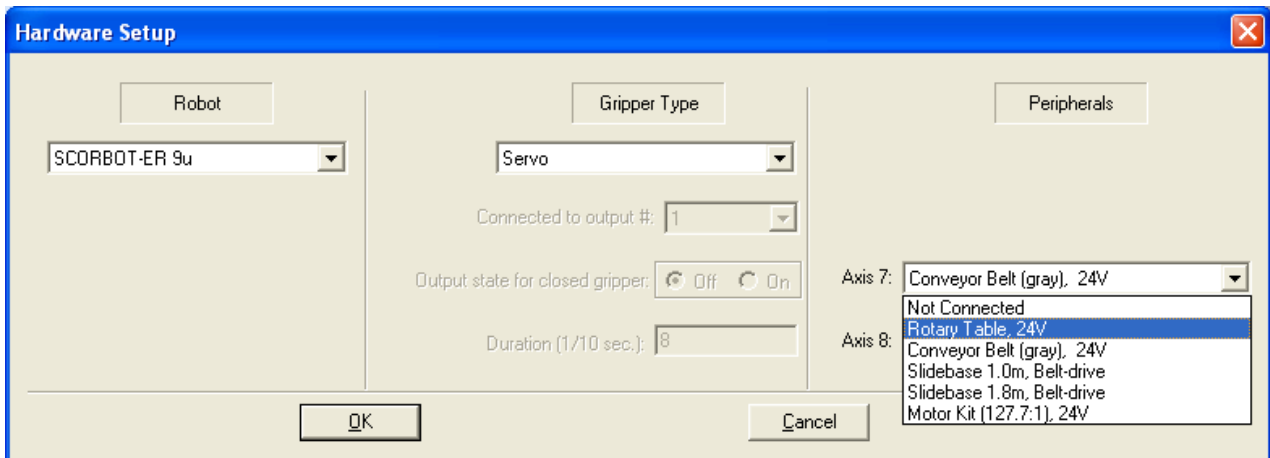 Hardware Setup
Robot
SCORBOT-ER 9u
Gripper Type
Servo
Connected to output #: 1
Output state for closed gripper: Off On
Duration (1/10 sec.): 8
Peripherals
Axis 7: Conveyor Belt (gray), 24V
Not Connected
Rotary Table, 24V
Axis 8:
Conveyor Belt (gray), 24V
Slidebase 1.0m, Belt-drive
Slidebase 1.8m, Belt-drive
Motor Kit (127.7:1), 24V
OK
Cancel